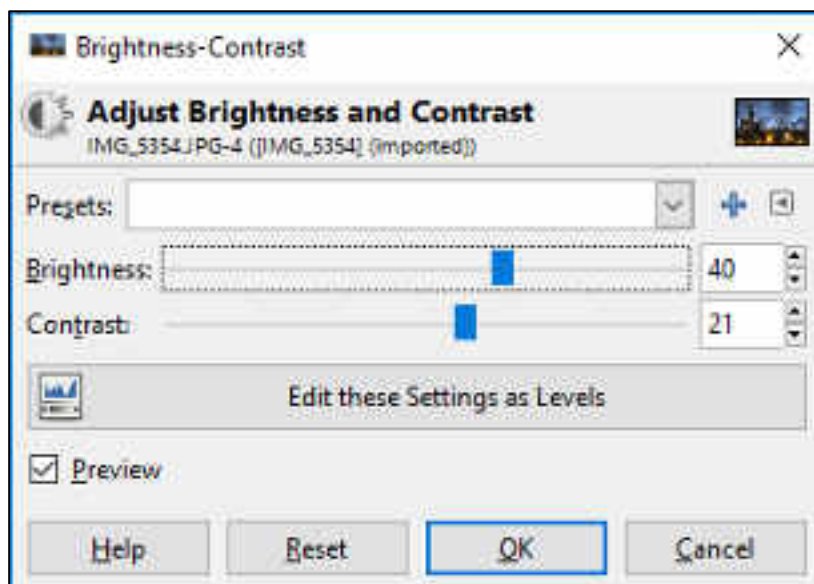 Brightness-Contrast
Adjust Brightness and Contrast
IMG_5354.JPG-4 ([IMG_5354] (imported))
Presets:
Brightness: 40
Contrast: 21
Edit these Settings as Levels
Preview
Help Reset OK Cancel